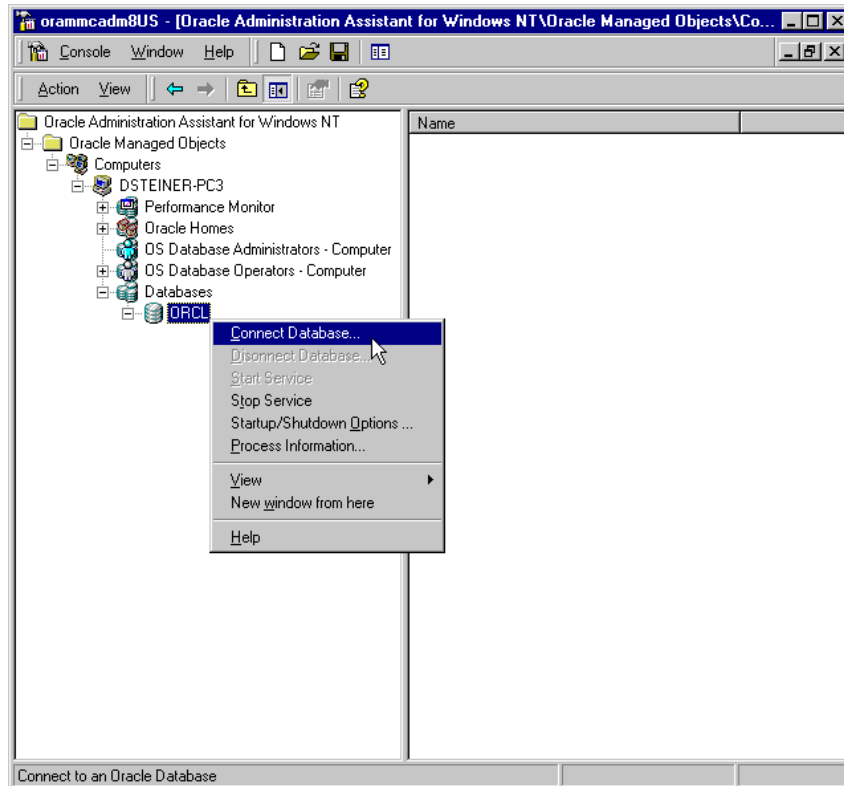 orammcadm8US - [Oracle Administration Assistant for Windows NT\Oracle Managed Objects\Co...
Console Window Help
Action View
Oracle Administration Assistant for Windows NT
Name
Oracle Managed Objects
Computers
DSTEINER-PC3
Performance Monitor
Oracle Homes
OS Database Administrators - Computer
OS Database Operators - Computer
Databases
ORCL
Connect Database...
Disonnect Database...
Start Service
Stop Service
Startup/Shutdown Options ...
Process Information...
View
New window from here
Help
Connect to an Oracle Database